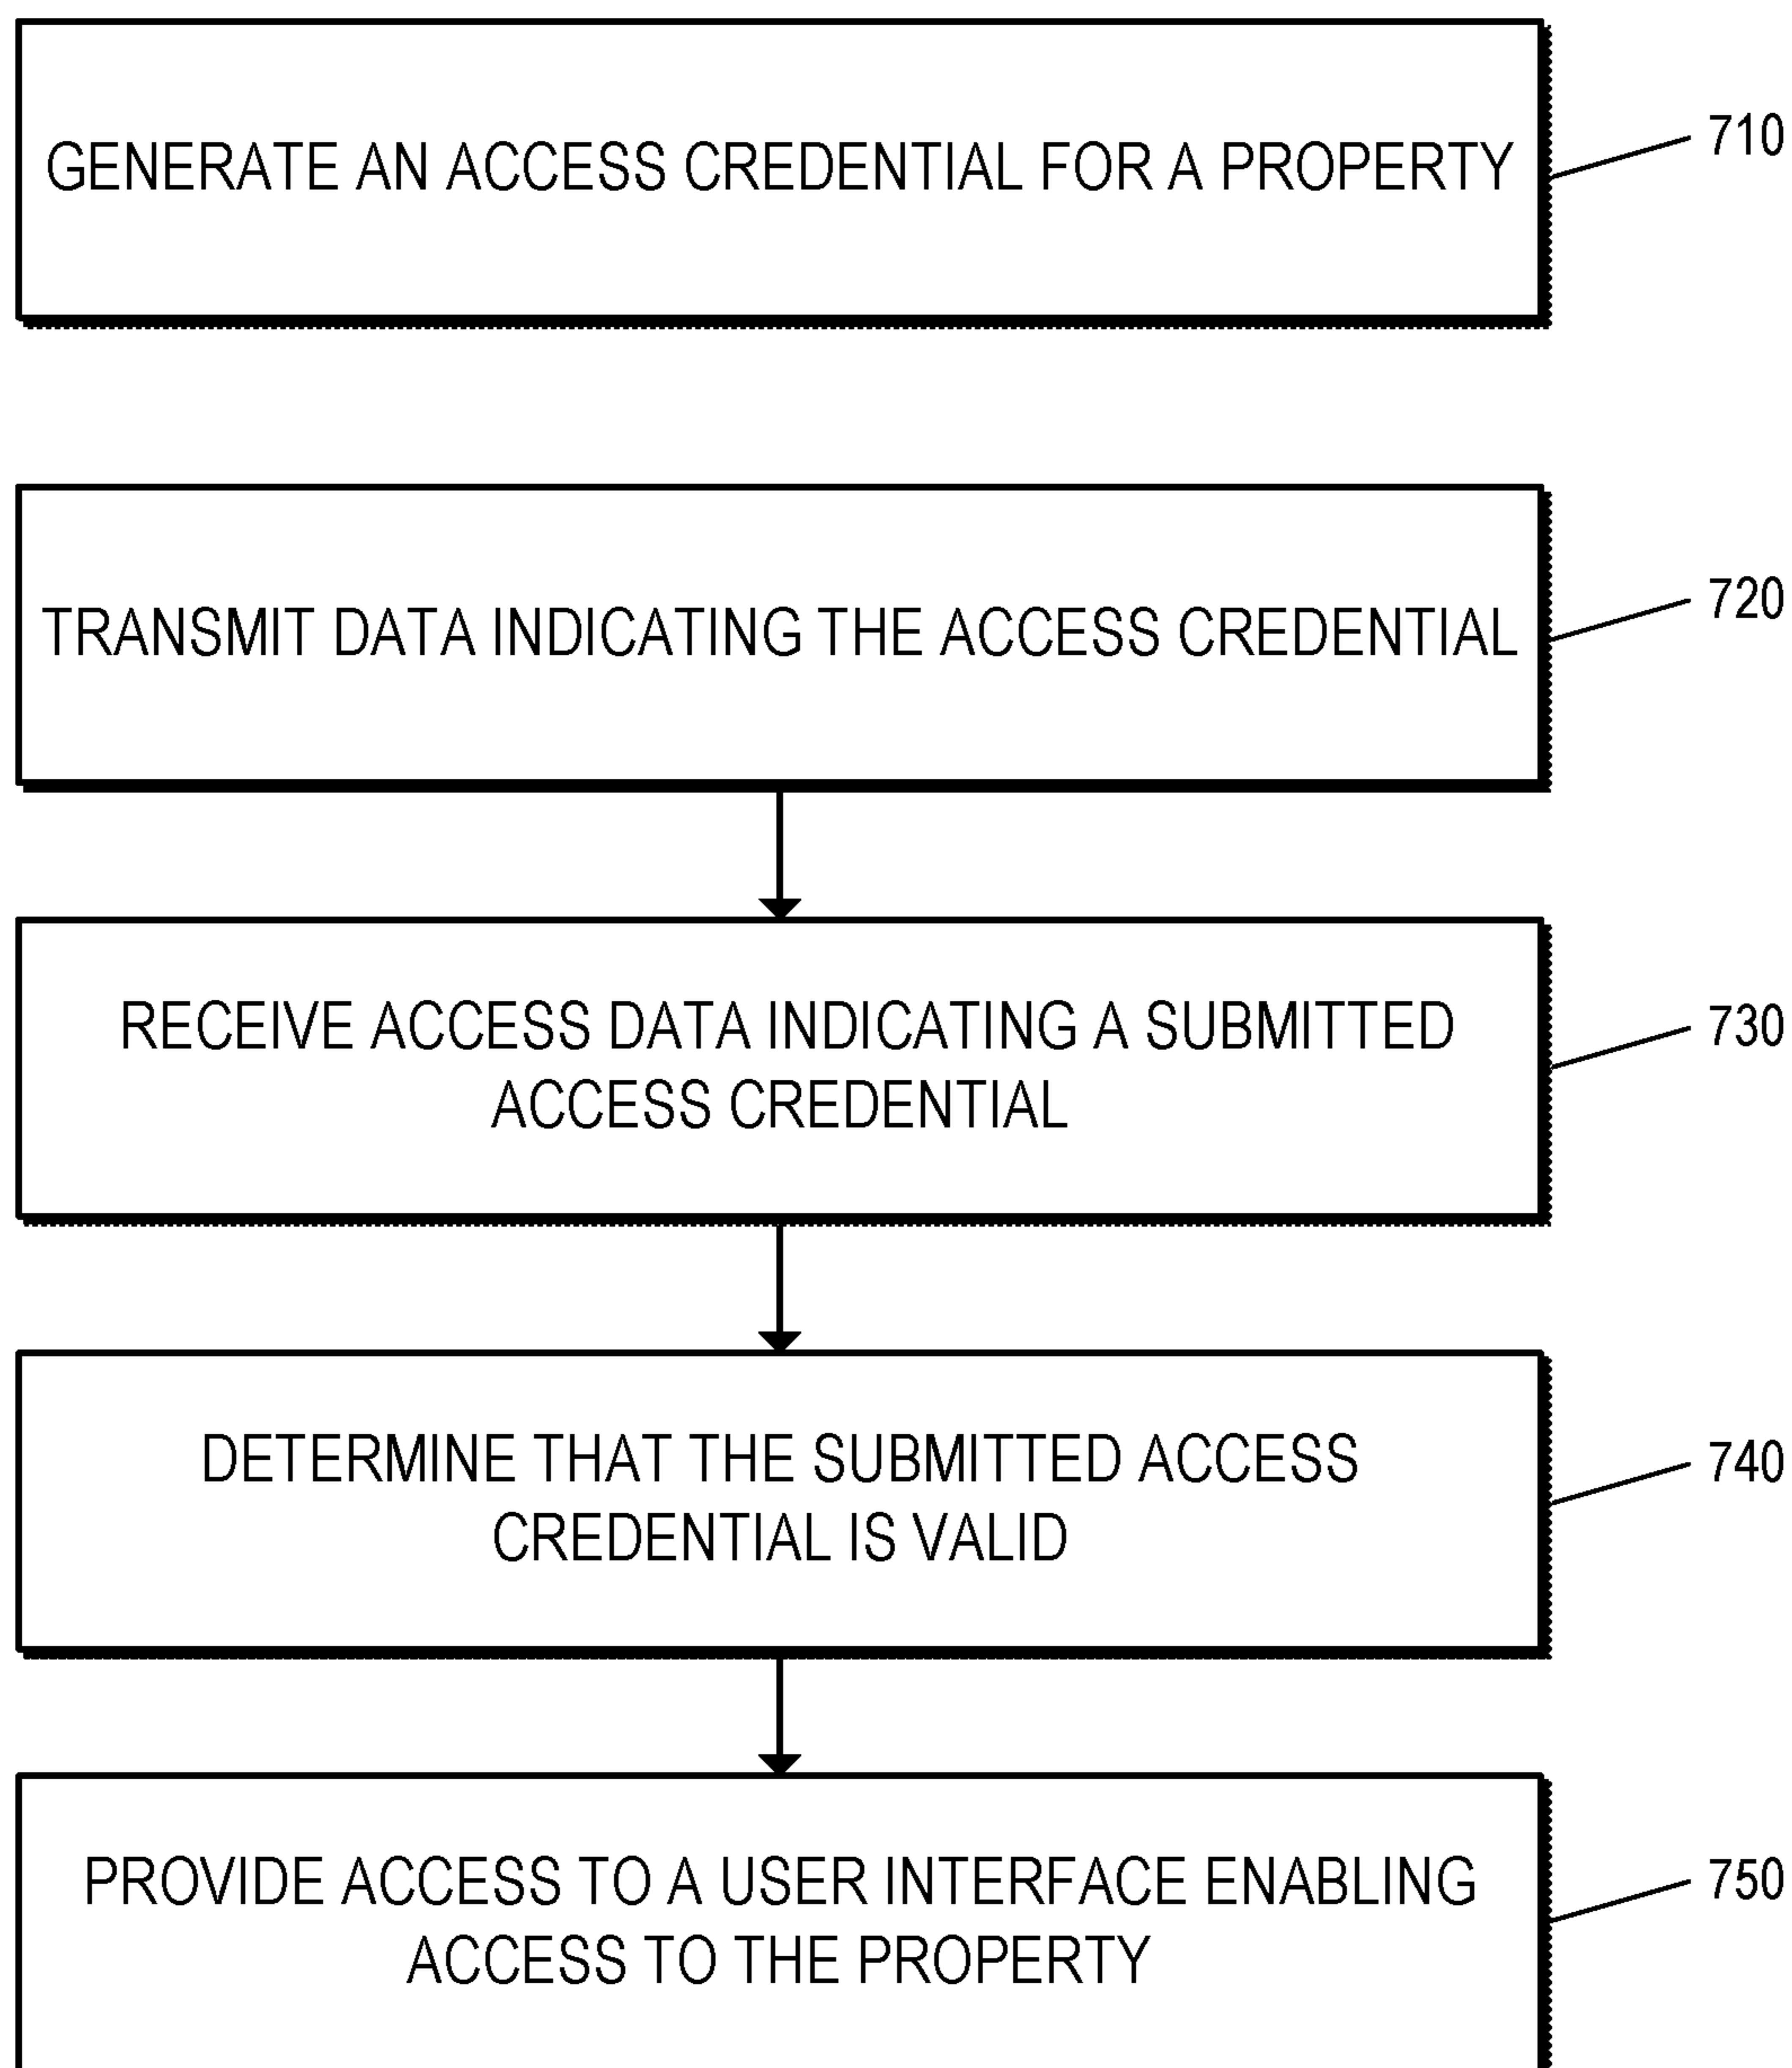 GENERATE AN ACCESS CREDENTIAL FOR A PROPERTY
710
TRANSMIT DATA INDICATING THE ACCESS CREDENTIAL
720
RECEIVE ACCESS DATA INDICATING A SUBMITTED
ACCESS CREDENTIAL
730
DETERMINE THAT THE SUBMITTED ACCESS
CREDENTIAL IS VALID
740
PROVIDE ACCESS TO A USER INTERFACE ENABLING
ACCESS TO THE PROPERTY
750